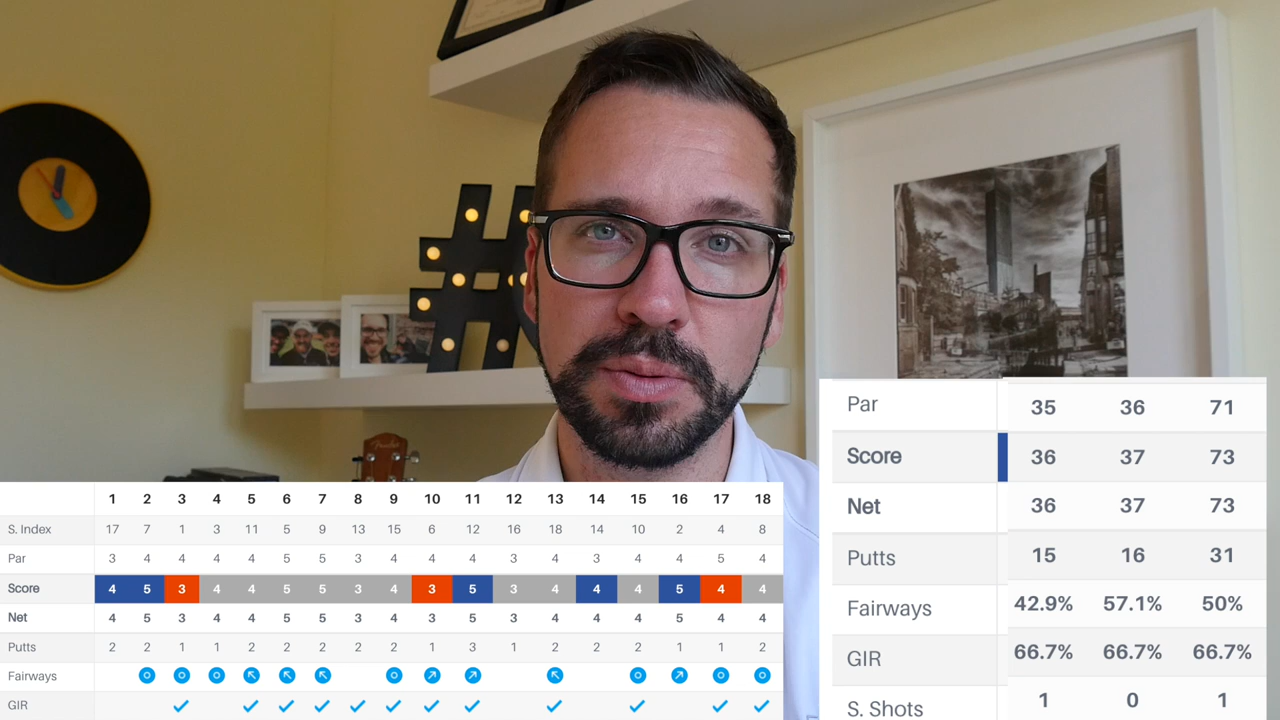 #
Fender
1 2 3 4 5 6 7 8 9 10 11 12 13 14 15 16 17 18
S. Index 17 7 1 3 11 5 9 13 15 6 12 16 18 14 10 2 4 8
Par 3 4 4 4 4 5 5 3 4 4 4 3 4 3 4 4 5 4
Score 4 5 3 4 4 5 5 3 4 3 5 3 4 4 4 5 4 4
Net 4 5 3 4 4 5 5 3 4 3 5 3 4 4 4 5 4 4
Putts 2 2 1 1 2 2 2 2 2 1 3 1 2 2 2 1 1 2
Fairways
GIR
Par 35 36 71
Score 36 37 73
Net 36 37 73
Putts 15 16 31
Fairways 42.9% 57.1% 50%
GIR 66.7% 66.7% 66.7%
S. Shots 1 0 1